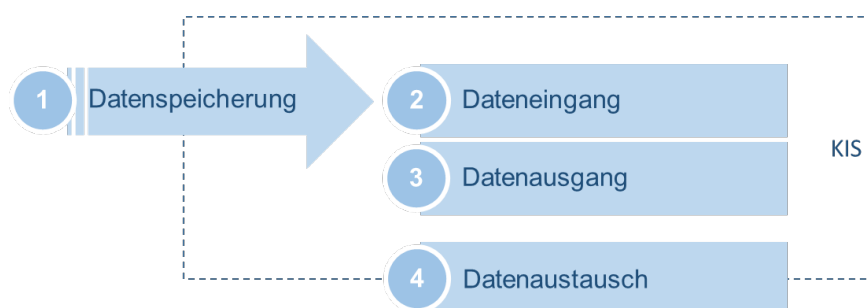 1 Datenspeicherung
2 Dateneingang
KIS
3 Datenausgang
4 Datenaustausch